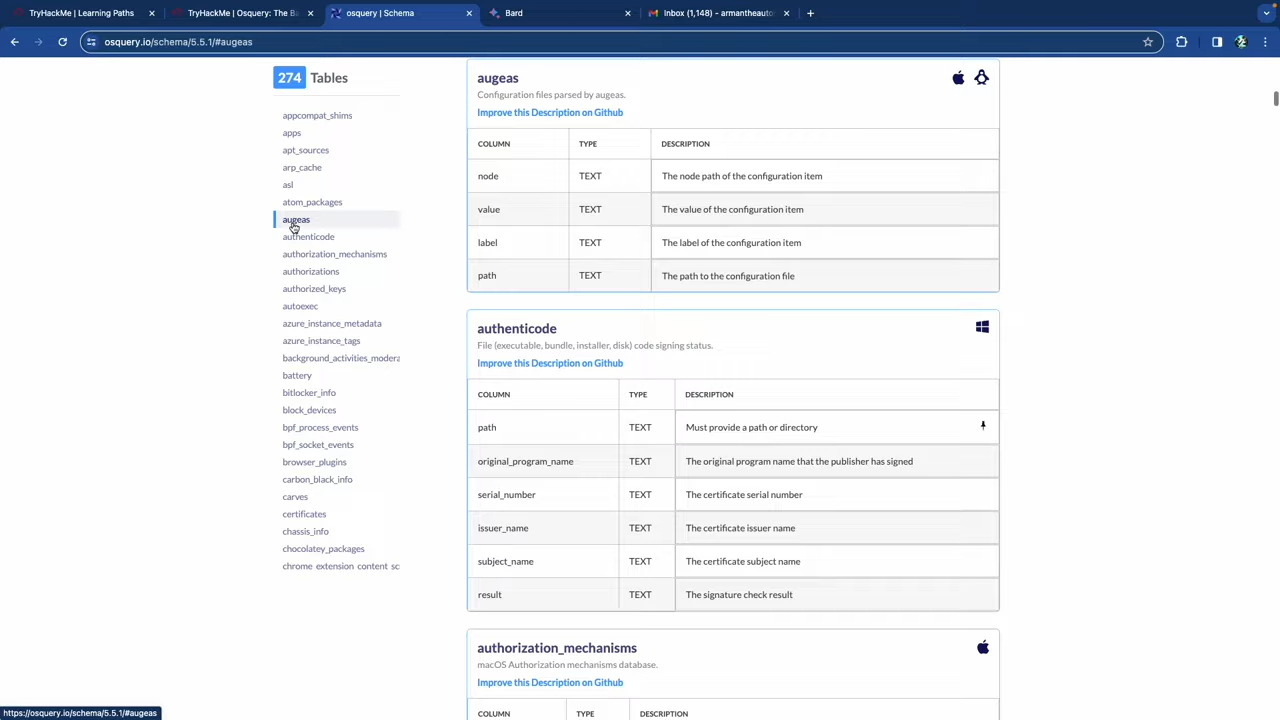 TryHackMe | Learning Paths
TryHackMe | Osquery: The Ba
osquery | Schema
Bard
Inbox (1,148) - armantheauto
osquery.io/schema/5.5.1/#augeas
274 Tables
appcompat_shims
apps
apt_sources
arp_cache
asl
atom_packages
augeas
authenticode
authorization_mechanisms
authorizations
authorized_keys
autoexec
azure_instance_metadata
azure_instance_tags
background_activities_modera
battery
bitlocker_info
block_devices
bpf_process_events
bpf_socket_events
browser_plugins
carbon_black_info
carves
certificates
chassis_info
chocolatey_packages
chrome_extension_content_sc
augeas
Configuration files parsed by augeas.
Improve this Description on Github
COLUMN TYPE DESCRIPTION
node TEXT The node path of the configuration item
value TEXT The value of the configuration item
label TEXT The label of the configuration item
path TEXT The path to the configuration file
authenticode
File (executable, bundle, installer, disk) code signing status.
Improve this Description on Github
COLUMN TYPE DESCRIPTION
path TEXT Must provide a path or directory
original_program_name TEXT The original program name that the publisher has signed
serial_number TEXT The certificate serial number
issuer_name TEXT The certificate issuer name
subject_name TEXT The certificate subject name
result TEXT The signature check result
authorization_mechanisms
macOS Authorization mechanisms database.
Improve this Description on Github
COLUMN TYPE DESCRIPTION
https://osquery.io/schema/5.5.1/#augeas